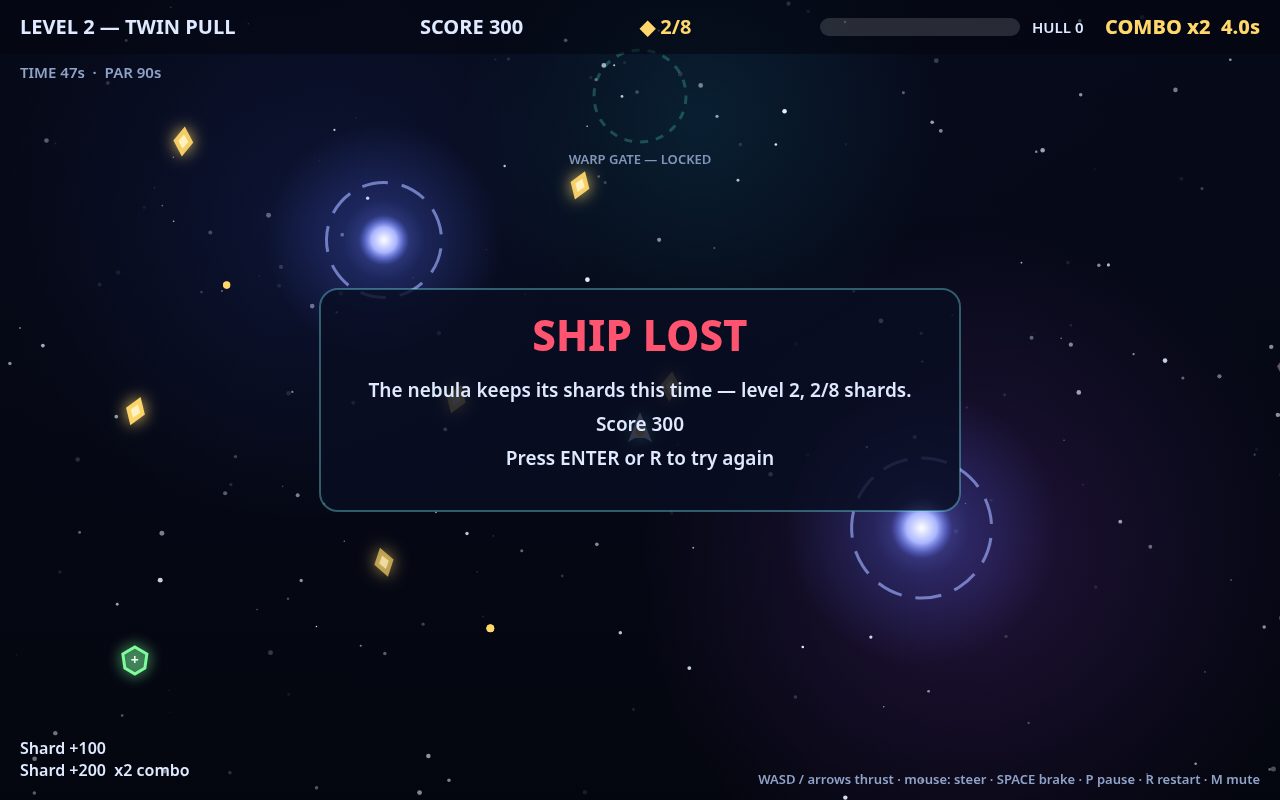 LEVEL 2 — TWIN PULL
SCORE 300
◆ 2/8
HULL 0
COMBO x2 4.0s
TIME 47s · PAR 90s
WARP GATE — LOCKED
SHIP LOST
The nebula keeps its shards this time — level 2, 2/8 shards.
Score 300
Press ENTER or R to try again
Shard +100
Shard +200 x2 combo
WASD / arrows thrust · mouse: steer · SPACE brake · P pause · R restart · M mute